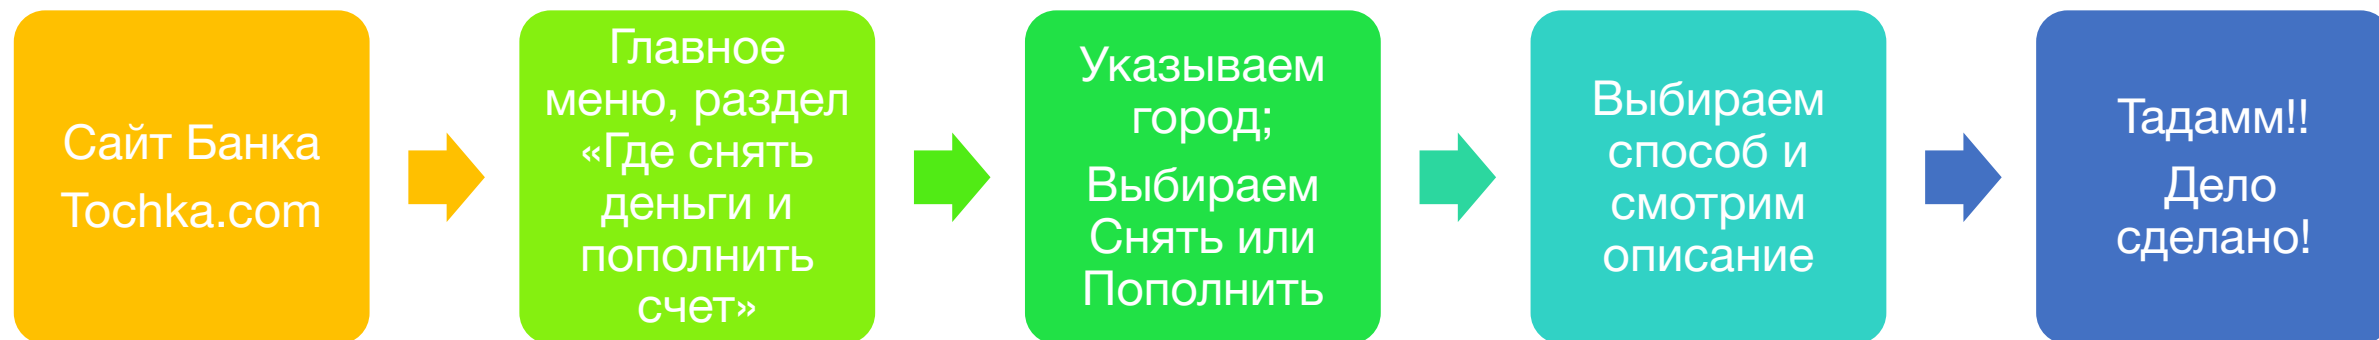 Сайт Банка
Tochka.com
Главное
меню, раздел
«Где снять
деньги и
пополнить
счет»
Указываем
город;
Выбираем
Снять или
Пополнить
Выбираем
способ и
смотрим
описание
Тадамм!!
Дело
сделано!